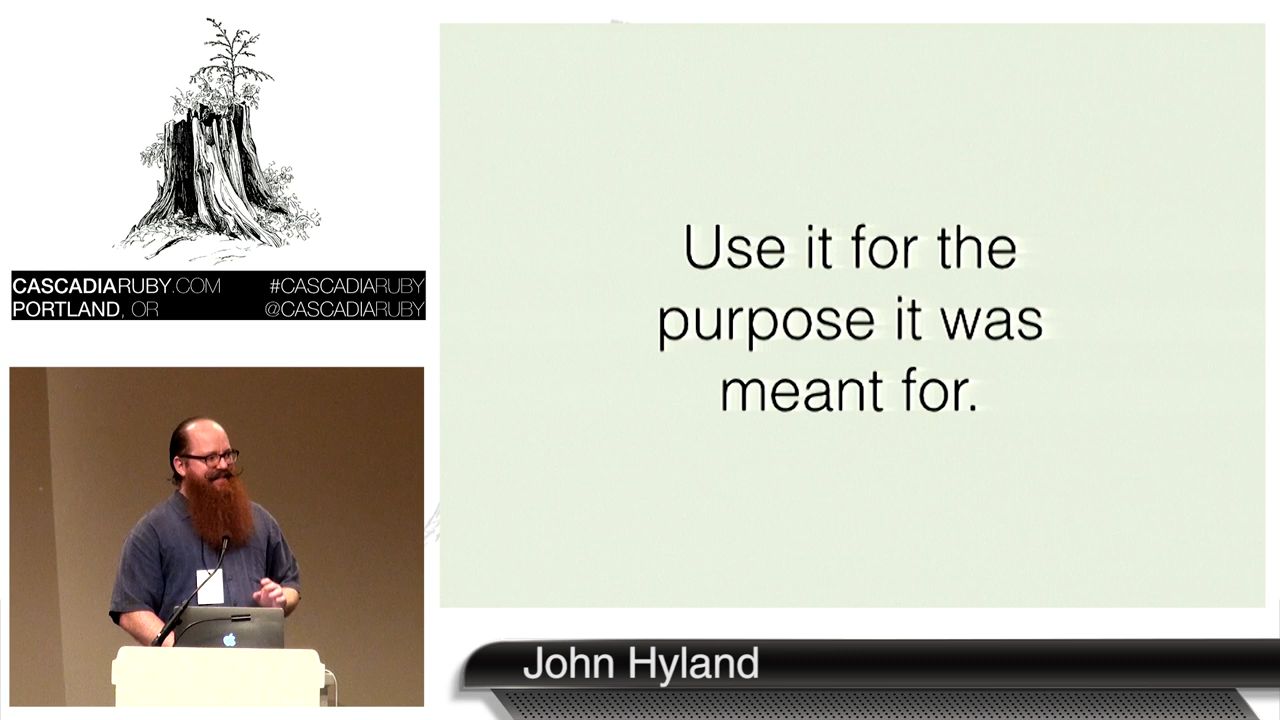 CASCADIARUBY.COM #CASCADIARUBY
PORTLAND, OR @CASCADIARUBY
Use it for the
purpose it was
meant for.
John Hyland